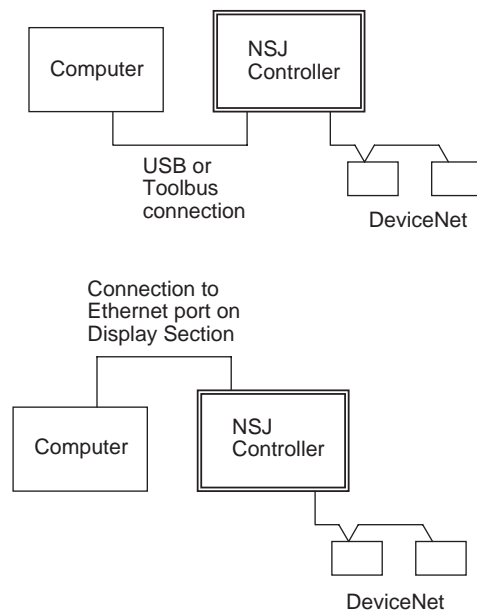 Computer
NSJ
Controller
USB or
Toolbus
connection
DeviceNet
Connection to
Ethernet port on
Display Section
Computer
NSJ
Controller
DeviceNet